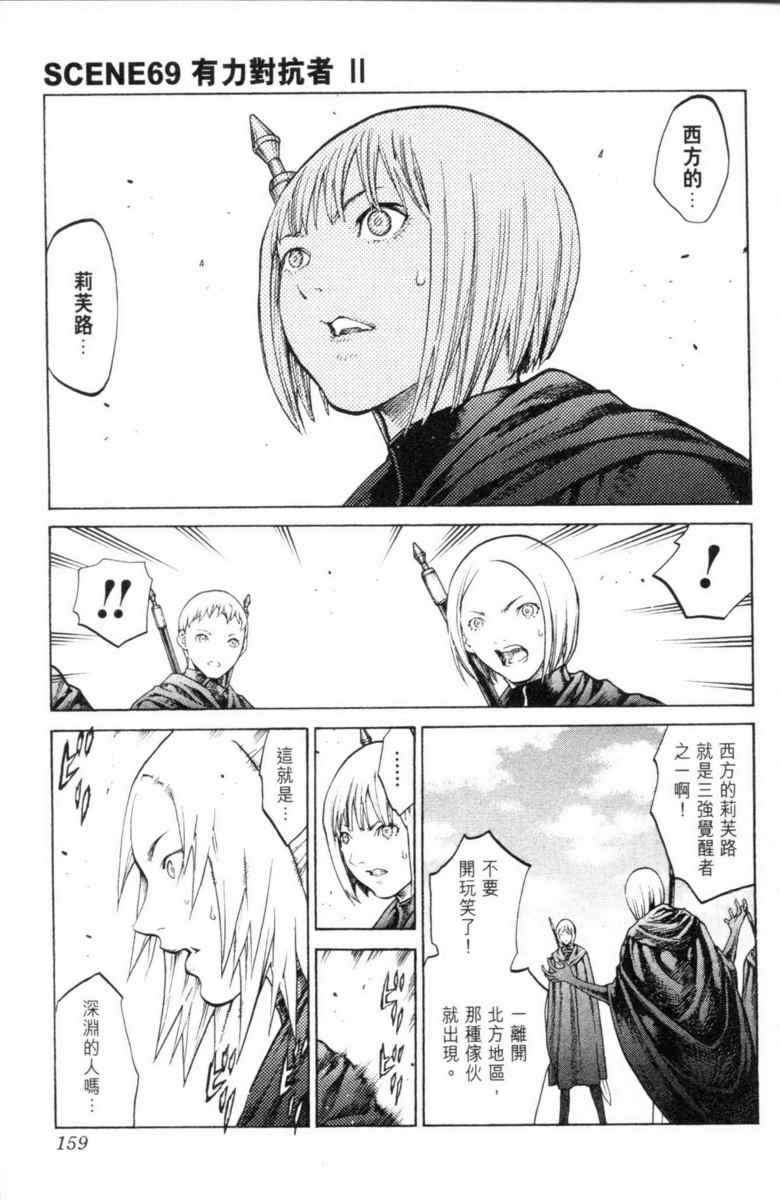 SCENE69 有力對抗者 II
西方的…
莉芙路…
！
！！
西方的莉芙路
就是三強覺醒者
之一啊！
不要
開玩笑了！
一離開
北方地區，
那種傢伙
就出現。
……
這就是…
深淵的人嗎…
159